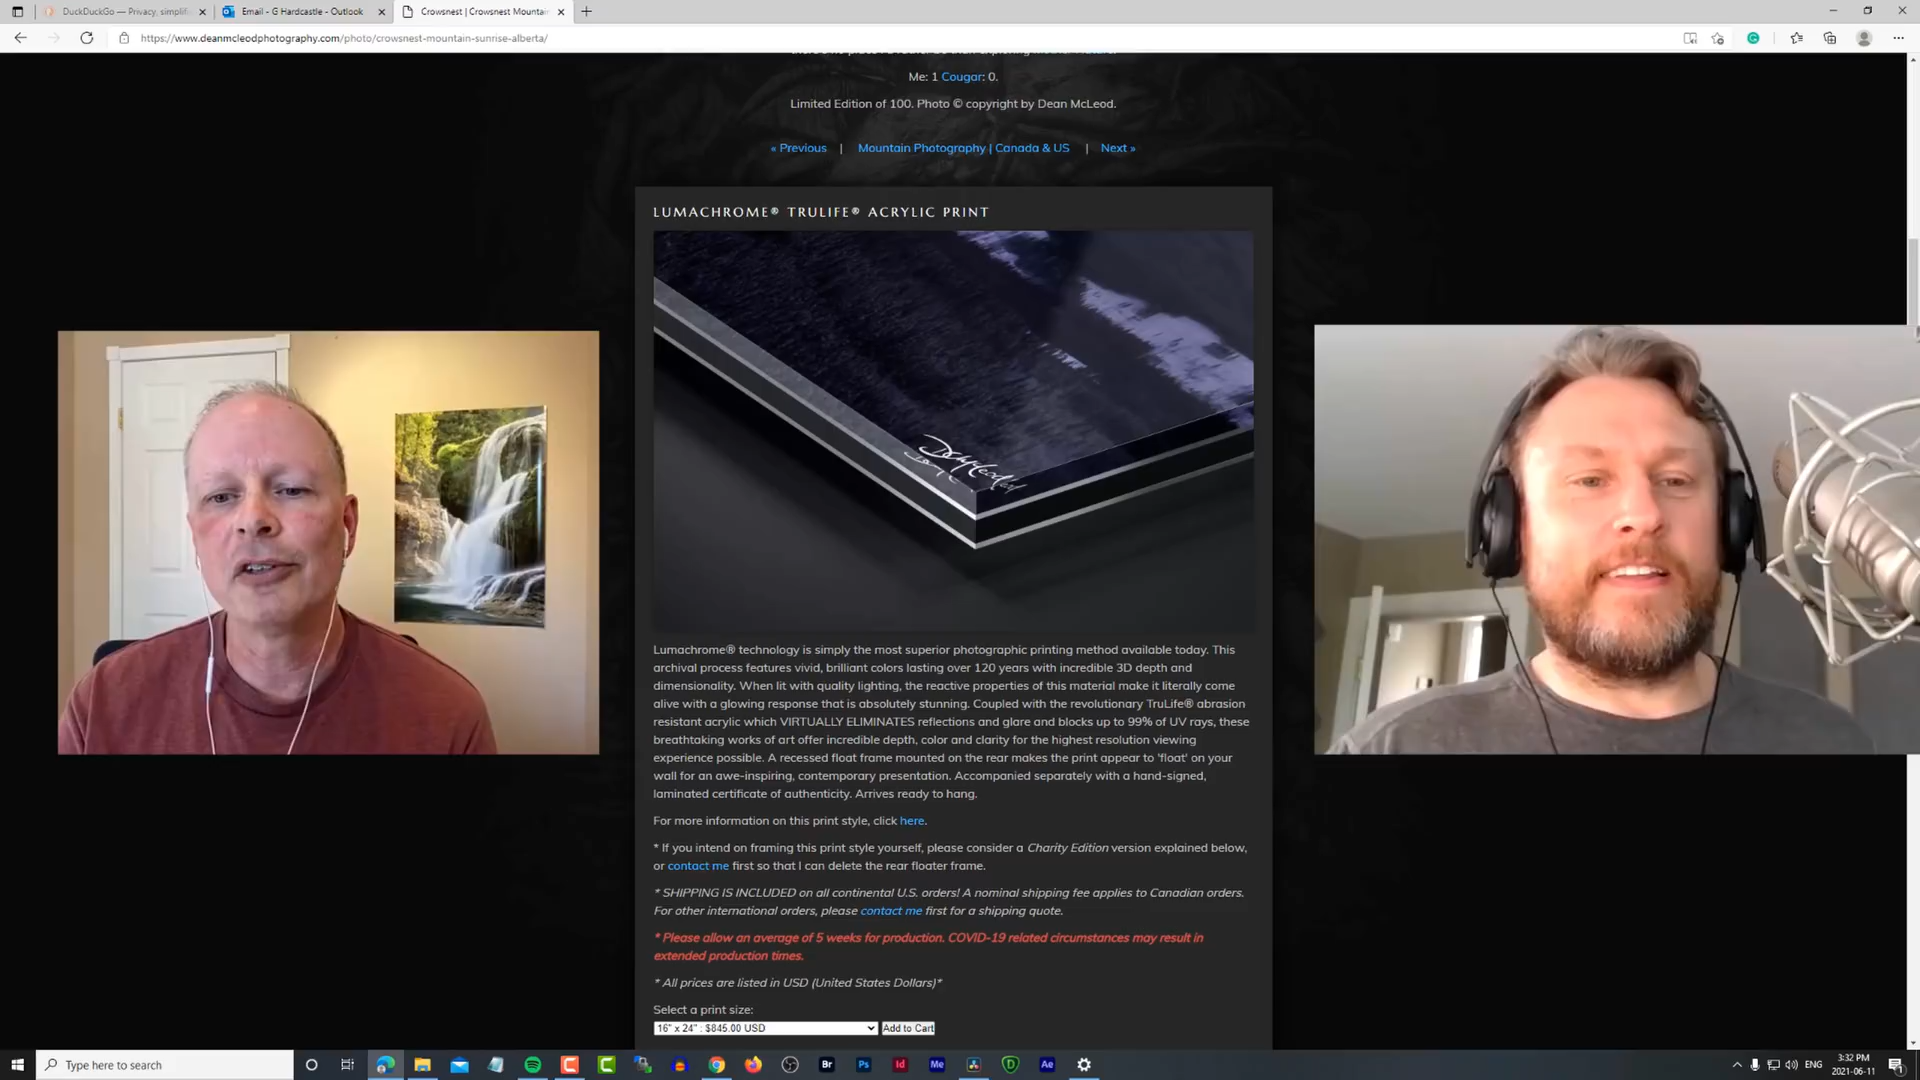 DuckDuckGo — Privacy, simplifi
Email - G Hardcastle - Outlook
Crowsnest | Crowsnest Mountai
https://www.deanmcleodphotography.com/photo/crowsnest-mountain-sunrise-alberta/
Me: 1 Cougar: 0.
Limited Edition of 100. Photo © copyright by Dean McLeod.
« Previous | Mountain Photography | Canada & US | Next »
LUMACHROME® TRULIFE® ACRYLIC PRINT
Lumachrome® technology is simply the most superior photographic printing method available today. This
archival process features vivid, brilliant colors lasting over 120 years with incredible 3D depth and
dimensionality. When lit with quality lighting, the reactive properties of this material make it literally come
alive with a glowing response that is absolutely stunning. Coupled with the revolutionary TruLife® abrasion
resistant acrylic which VIRTUALLY ELIMINATES reflections and glare and blocks up to 99% of UV rays, these
breathtaking works of art offer incredible depth, color and clarity for the highest resolution viewing
experience possible. A recessed float frame mounted on the rear makes the print appear to 'float' on your
wall for an awe-inspiring, contemporary presentation. Accompanied separately with a hand-signed,
laminated certificate of authenticity. Arrives ready to hang.
For more information on this print style, click here.
* If you intend on framing this print style yourself, please consider a Charity Edition version explained below,
or contact me first so that I can delete the rear floater frame.
* SHIPPING IS INCLUDED on all continental U.S. orders! A nominal shipping fee applies to Canadian orders.
For other international orders, please contact me first for a shipping quote.
* Please allow an average of 5 weeks for production. COVID-19 related circumstances may result in
extended production times.
* All prices are listed in USD (United States Dollars)*
Select a print size:
16" x 24" : $845.00 USD Add to Cart
Type here to search
Br Ps Id Me Ae
ENG
3:32 PM
2021-06-11